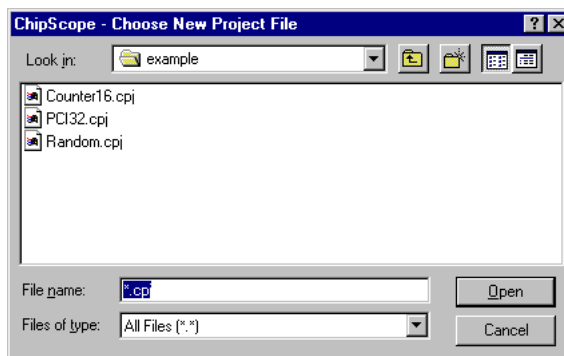 ChipScope - Choose New Project File
Look in: example
Counter16.cpj
PCI32.cpj
Random.cpj
File name: *.cpj Open
Files of type: All Files (*.*) Cancel